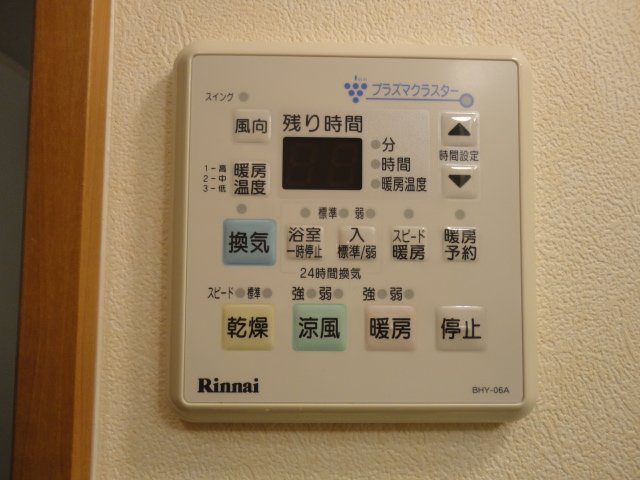 プラズマクラスター
スイング
風向
残り時間
分
時間
暖房温度
時間設定
1-高
2-中
3-低
暖房
温度
換気
標準 弱
浴室
一時停止
入
標準/弱
スピード
暖房
暖房
予約
24時間換気
スピード 標準 強 弱 強 弱
乾燥 涼風 暖房 停止
Rinnai
BHY-06A